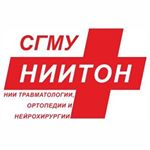 СГМУ
НИИТОН
НИИ ТРАВМАТОЛОГИИ,
ОРТОПЕДИИ И
НЕЙРОХИРУРГИИ